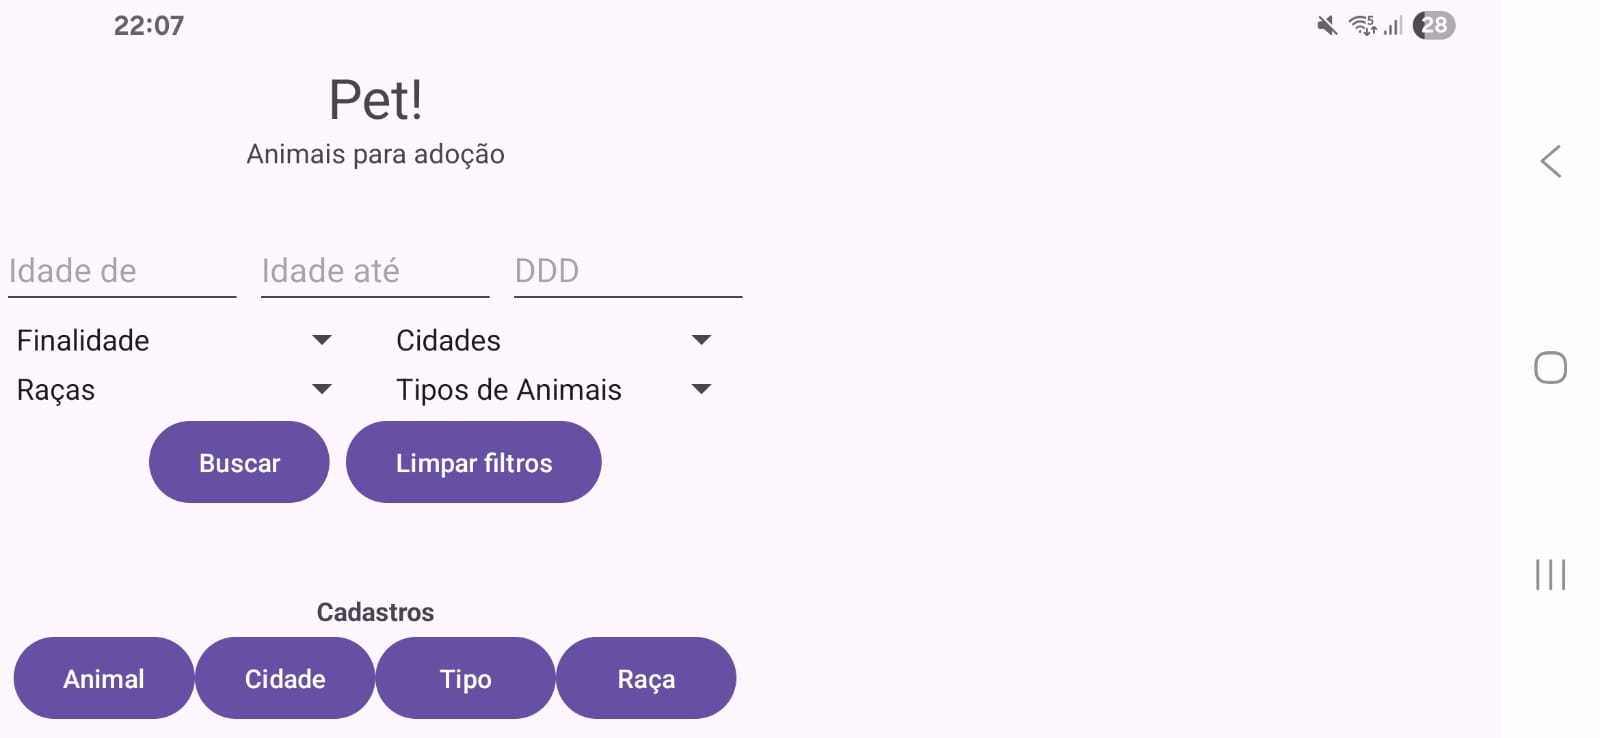 22:07 5 28
Pet!
Animais para adoção
Idade de Idade até DDD
Finalidade Cidades
Raças Tipos de Animais
Buscar Limpar filtros
Cadastros
Animal Cidade Tipo Raça